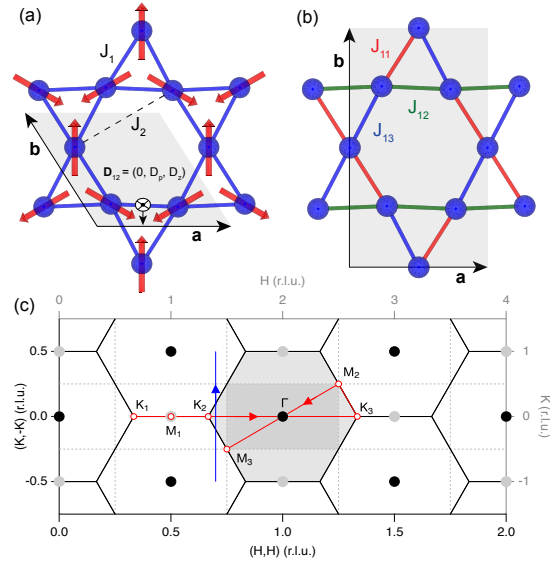 (a)
J₁
J₂
b
D₁₂ = (0, Dₚ, D_z)
a
(b)
b
J₁₁
J₁₂
J₁₃
a
(c)
H (r.l.u.)
0 1 2 3 4
0.5
0.0
-0.5
(K,-K) (r.l.u.)
1
0
-1
K (r.l.u.)
K₁
M₁
K₂
Γ
M₂
K₃
M₃
0.0 0.5 1.0 1.5 2.0
(H,H) (r.l.u.)